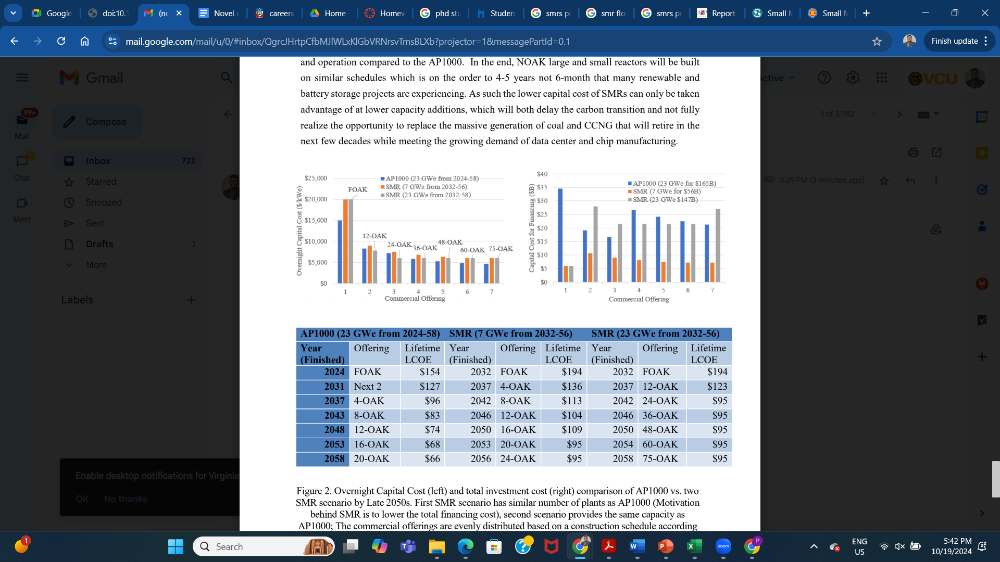 Google
doi:10.1
(no
Novel c
careers
Home
Homew
phd stu
Studen
smrs pu
smr flo
smrs po
Report
Small M
Small M
mail.google.com/mail/u/0/#inbox/QgrcJHrtpCfbMJlWLxKlGbVRNrsvTmsBLXb?projector=1&messagePartId=0.1
Finish update
Gmail
99+
Mail
Chat
Meet
Compose
Inbox 722
Starred
Snoozed
Sent
Drafts 3
More
Labels
Enable desktop notifications for Virginia
OK No thanks
VCU
1 of 3,982
5:39 PM (3 minutes ago)
31
and operation compared to the AP1000. In the end, NOAK large and small reactors will be built
on similar schedules which is on the order to 4-5 years not 6-month that many renewable and
battery storage projects are experiencing. As such the lower capital cost of SMRs can only be taken
advantage of at lower capacity additions, which will both delay the carbon transition and not fully
realize the opportunity to replace the massive generation of coal and CCNG that will retire in the
next few decades while meeting the growing demand of data center and chip manufacturing.
Overnight Capital Cost ($/kWe)
$25,000
$20,000
$15,000
$10,000
$5,000
$0
AP1000 (23 GWe from 2024-58)
SMR (7 GWe from 2032-56)
SMR (23 GWe from 2032-58)
FOAK
12-OAK
24-OAK
36-OAK
48-OAK
60-OAK
75-OAK
1 2 3 4 5 6 7
Commercial Offering
Capital Cost for Financing ($B)
$40
$35
$30
$25
$20
$15
$10
$5
$0
AP1000 (23 GWe for $165B)
SMR (7 GWe for $56B)
SMR (23 GWe $147B)
1 2 3 4 5 6 7
Commercial Offering
AP1000 (23 GWe from 2024-58) SMR (7 GWe from 2032-56) SMR (23 GWe from 2032-56)
Year (Finished) Offering Lifetime LCOE Year (Finished) Offering Lifetime LCOE Year (Finished) Offering Lifetime LCOE
2024 FOAK $154 2032 FOAK $194 2032 FOAK $194
2031 Next 2 $127 2037 4-OAK $136 2037 12-OAK $123
2037 4-OAK $96 2042 8-OAK $113 2042 24-OAK $95
2043 8-OAK $83 2046 12-OAK $104 2046 36-OAK $95
2048 12-OAK $74 2050 16-OAK $109 2050 48-OAK $95
2053 16-OAK $68 2053 20-OAK $95 2054 60-OAK $95
2058 20-OAK $66 2056 24-OAK $95 2058 75-OAK $95
Figure 2. Overnight Capital Cost (left) and total investment cost (right) comparison of AP1000 vs. two
SMR scenario by Late 2050s. First SMR scenario has similar number of plants as AP1000 (Motivation
behind SMR is to lower the total financing cost), second scenario provides the same capacity as
AP1000; The commercial offerings are evenly distributed based on a construction schedule according
1
Search
zoom
P
ENG
US
5:42 PM
10/19/2024